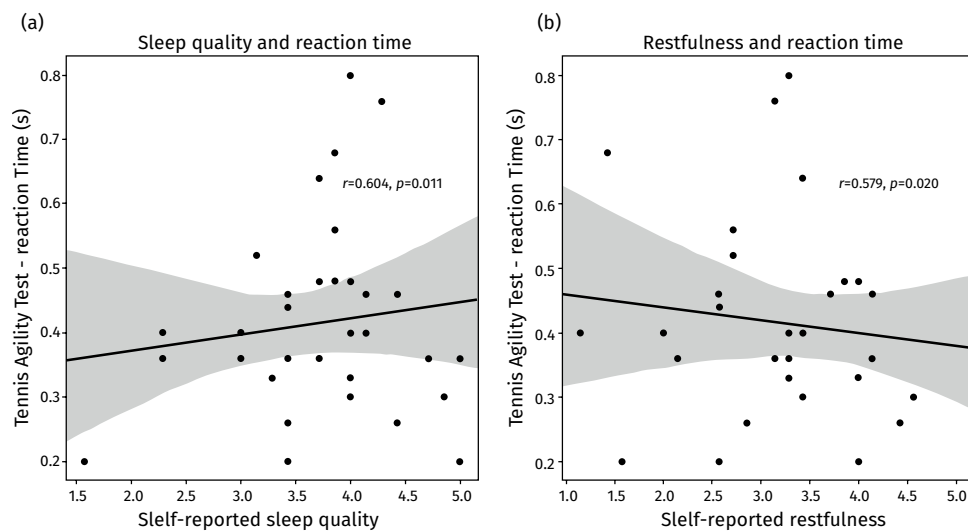 (a)
Sleep quality and reaction time
Tennis Agility Test - reaction Time (s)
0.8
0.7
0.6
0.5
0.4
0.3
0.2
r=0.604, p=0.011
1.5 2.0 2.5 3.0 3.5 4.0 4.5 5.0
Slelf-reported sleep quality
(b)
Restfulness and reaction time
Tennis Agility Test - reaction Time (s)
0.8
0.7
0.6
0.5
0.4
0.3
0.2
r=0.579, p=0.020
1.0 1.5 2.0 2.5 3.0 3.5 4.0 4.5 5.0
Slelf-reported restfulness